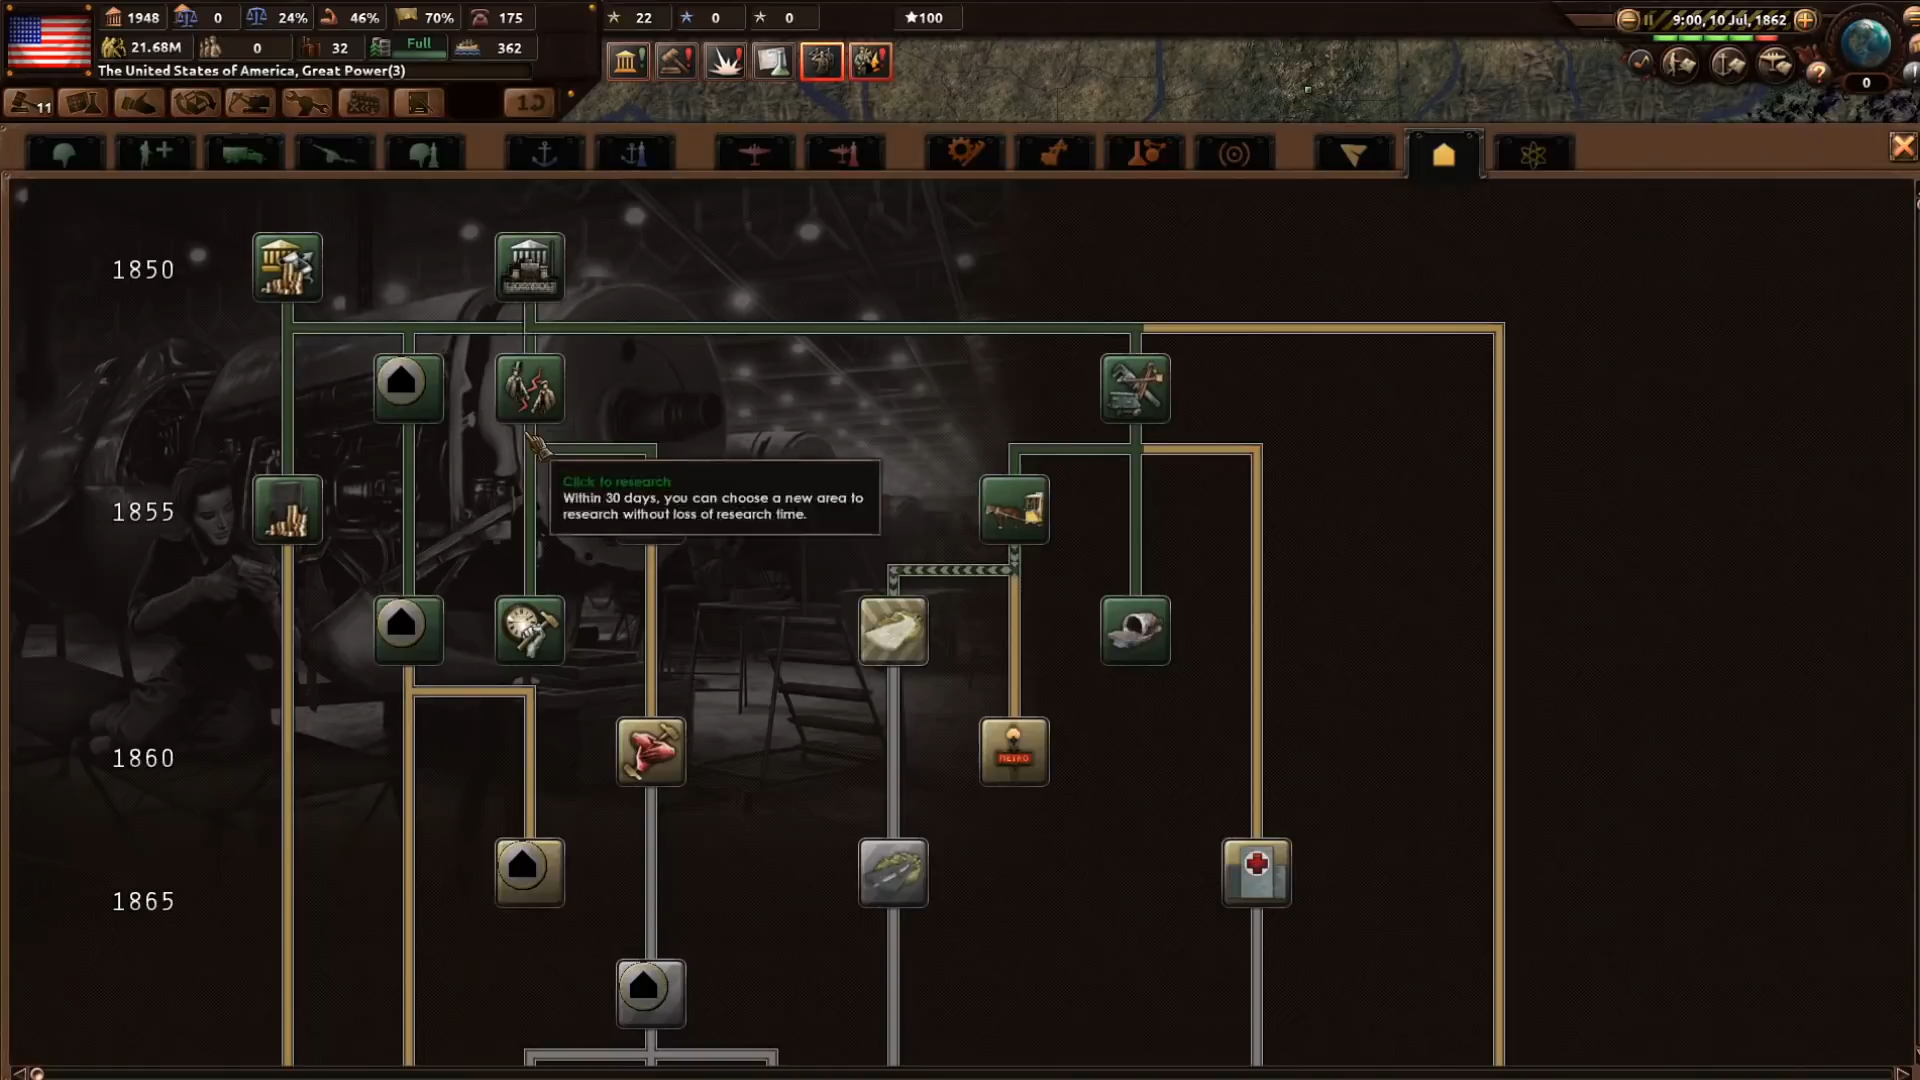 1948 0 24% 46% 70% 175
22 0 0 100
9:00, 10 Jul, 1862
21.68M 0 32 Full 362
The United States of America, Great Power(3)
0
11
1850
Click to research
Within 30 days, you can choose a new area to
research without loss of research time.
1855
1860
METRO
1865